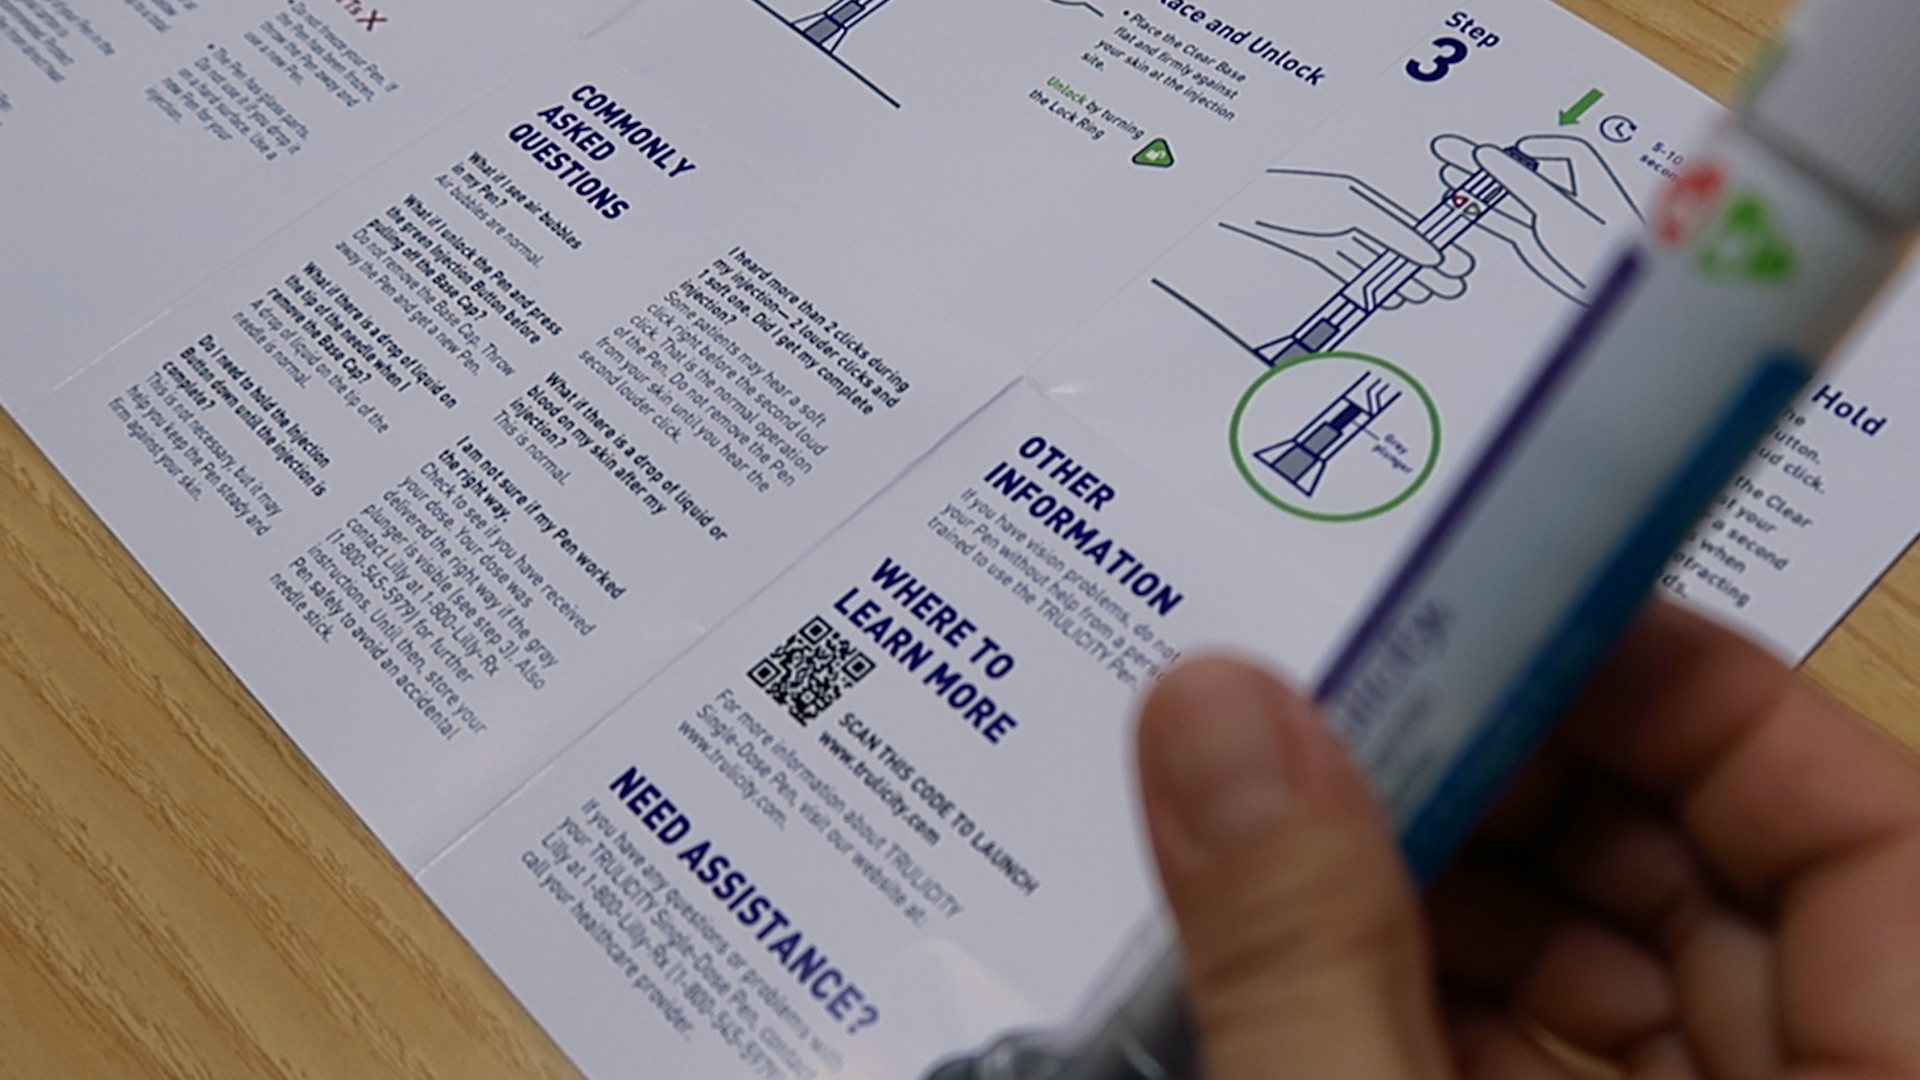 • Do not freeze your Pen. If
the Pen has been frozen,
throw the Pen away and
use a new Pen.
• The Pen has glass parts.
Do not use it if you drop it
on a hard surface. Use a
new Pen for your
injection.
COMMONLY
ASKED
QUESTIONS
What if I see air bubbles
in my Pen?
Air bubbles are normal.
What if I unlock the Pen and press
the green Injection Button before
pulling off the Base Cap?
Do not remove the Base Cap. Throw
away the Pen and get a new Pen.
What if there is a drop of liquid on
the tip of the needle when I
remove the Base Cap?
A drop of liquid on the tip of the
needle is normal.
Do I need to hold the Injection
Button down until the injection is
complete?
This is not necessary, but it may
help you keep the Pen steady and
firm against your skin.
I heard more than 2 clicks during
my injection— 2 louder clicks and
1 soft one. Did I get my complete
injection?
Some patients may hear a soft
click right before the second loud
click. That is the normal operation
of the Pen. Do not remove the Pen
from your skin until you hear the
second louder click.
What if there is a drop of liquid or
blood on my skin after my
injection?
This is normal.
I am not sure if my Pen worked
the right way.
Check to see if you have received
your dose. Your dose was
delivered the right way if the gray
plunger is visible (see step 3). Also
contact Lilly at 1-800-Lilly-Rx
(1-800-545-5979) for further
instructions. Until then, store your
Pen safely to avoid an accidental
needle stick.
Place and Unlock
• Place the Clear Base
flat and firmly against
your skin at the injection
site.
Unlock by turning
the Lock Ring
Step
3
5-10
Gray
plunger
Hold
OTHER
INFORMATION
If you have vision problems, do not
your Pen without help from a person
trained to use the TRULICITY Pen.
WHERE TO
LEARN MORE
SCAN THIS CODE TO LAUNCH
www.trulicity.com
For more information about TRULICITY
Single-Dose Pen, visit our website at:
www.trulicity.com.
NEED ASSISTANCE?
If you have any questions or problems with
your TRULICITY Single-Dose Pen, contact
Lilly at 1-800-Lilly-Rx (1-800-545-5979)
call your healthcare provider.